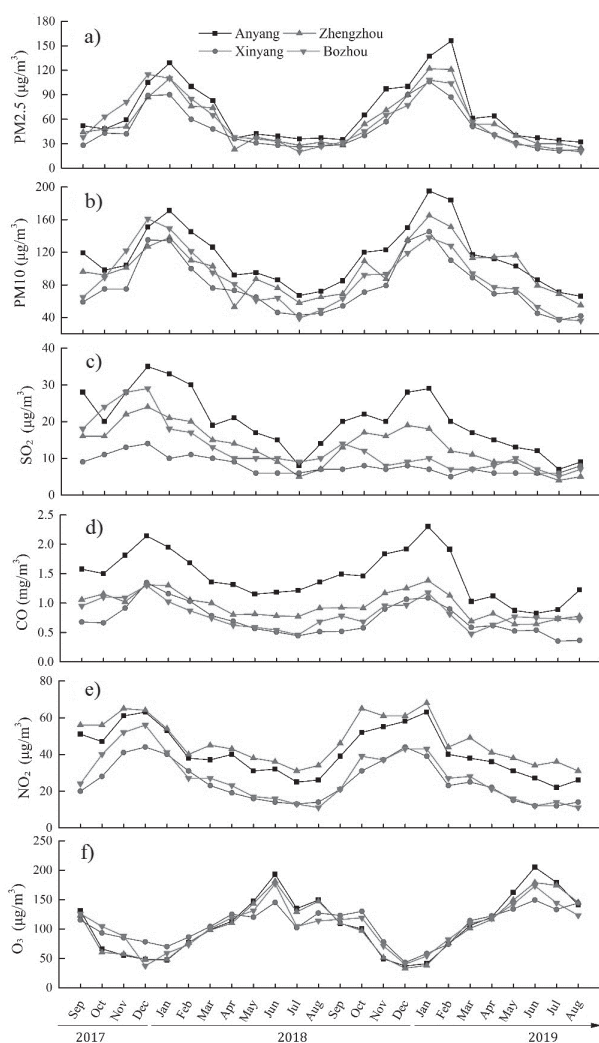 a)
Anyang
Zhengzhou
Xinyang
Bozhou
PM2.5 (μg/m³)
180
150
120
90
60
30
0
b)
PM10 (μg/m³)
200
160
120
80
40
c)
SO₂ (μg/m³)
40
30
20
10
0
d)
CO (mg/m³)
2.5
2.0
1.5
1.0
0.5
0.0
e)
NO₂ (μg/m³)
80
60
40
20
0
f)
O₃ (μg/m³)
250
200
150
100
50
0
Sep Oct Nov Dec Jan Feb Mar Apr May Jun Jul Aug Sep Oct Nov Dec Jan Feb Mar Apr May Jun Jul Aug
2017 2018 2019